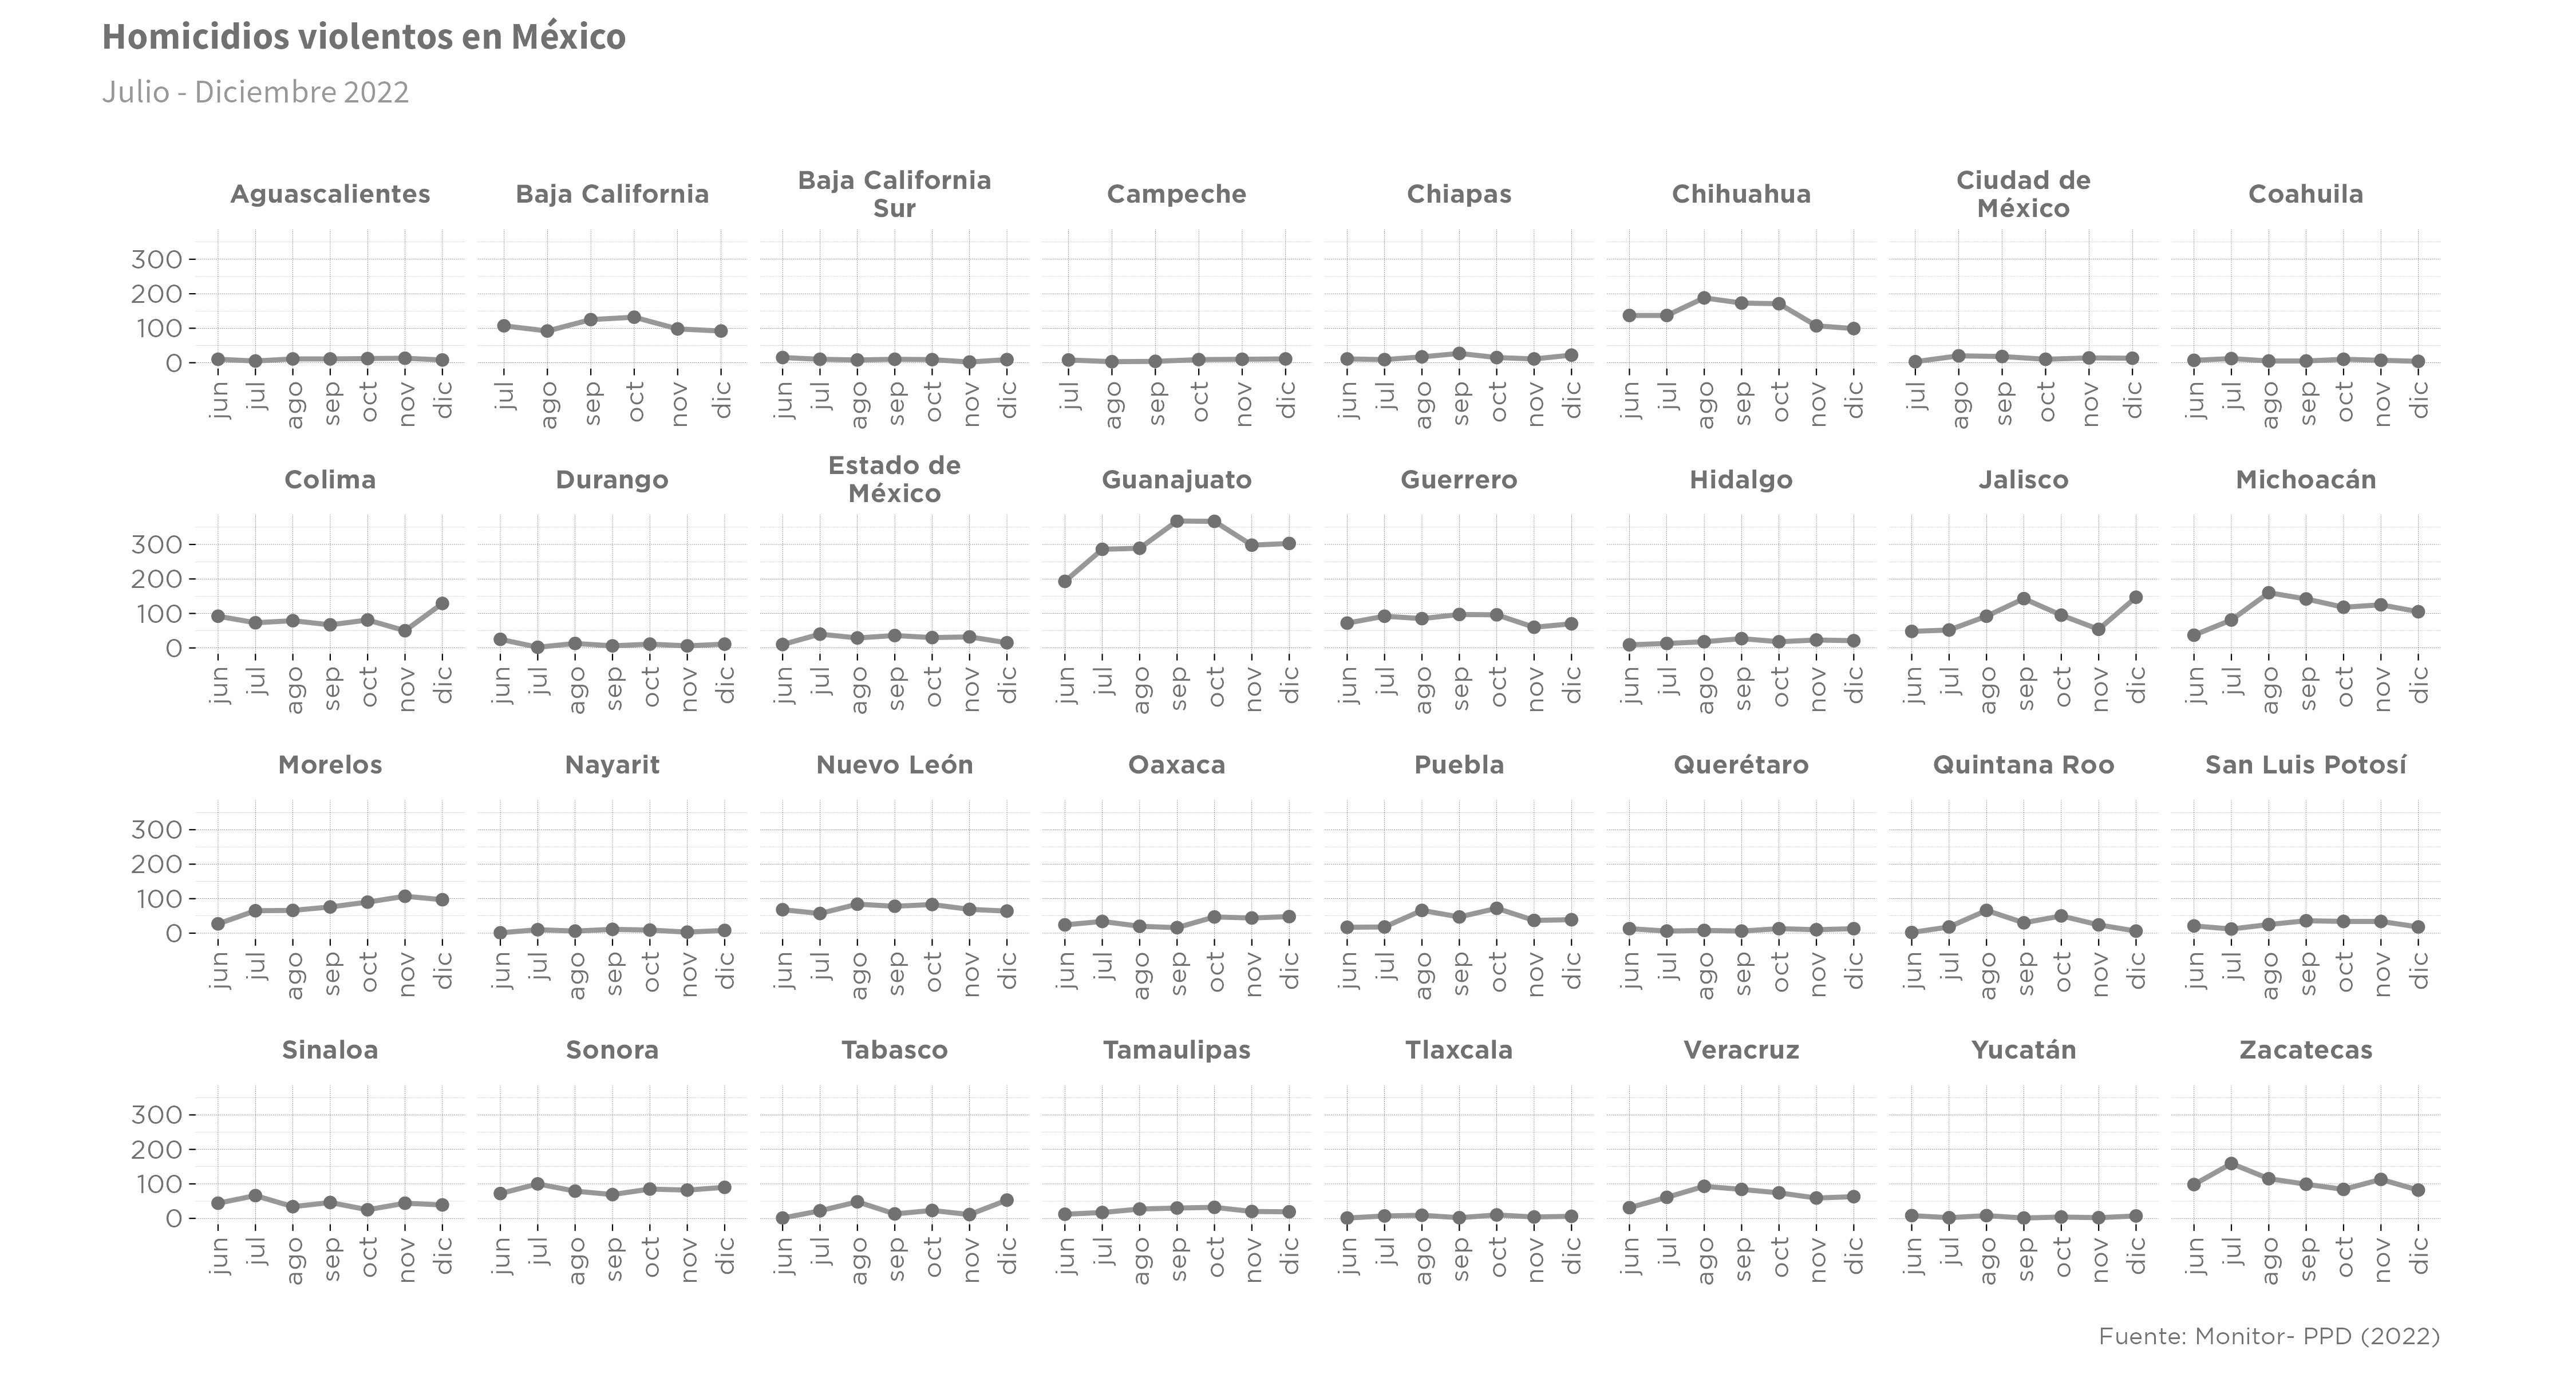 Homicidios violentos en México
Julio - Diciembre 2022
Aguascalientes
Baja California
Baja California
Sur
Campeche
Chiapas
Chihuahua
Ciudad de
México
Coahuila
300
200
100
0
jun jul ago sep oct nov dic
jul ago sep oct nov dic
jun jul ago sep oct nov dic
jul ago sep oct nov dic
jun jul ago sep oct nov dic
jun jul ago sep oct nov dic
jul ago sep oct nov dic
jun jul ago sep oct nov dic
Colima
Durango
Estado de
México
Guanajuato
Guerrero
Hidalgo
Jalisco
Michoacán
300
200
100
0
jun jul ago sep oct nov dic
jun jul ago sep oct nov dic
jun jul ago sep oct nov dic
jun jul ago sep oct nov dic
jun jul ago sep oct nov dic
jun jul ago sep oct nov dic
jun jul ago sep oct nov dic
jun jul ago sep oct nov dic
Morelos
Nayarit
Nuevo León
Oaxaca
Puebla
Querétaro
Quintana Roo
San Luis Potosí
300
200
100
0
jun jul ago sep oct nov dic
jun jul ago sep oct nov dic
jun jul ago sep oct nov dic
jun jul ago sep oct nov dic
jun jul ago sep oct nov dic
jun jul ago sep oct nov dic
jun jul ago sep oct nov dic
jun jul ago sep oct nov dic
Sinaloa
Sonora
Tabasco
Tamaulipas
Tlaxcala
Veracruz
Yucatán
Zacatecas
300
200
100
0
jun jul ago sep oct nov dic
jun jul ago sep oct nov dic
jun jul ago sep oct nov dic
jun jul ago sep oct nov dic
jun jul ago sep oct nov dic
jun jul ago sep oct nov dic
jun jul ago sep oct nov dic
jun jul ago sep oct nov dic
Fuente: Monitor- PPD (2022)